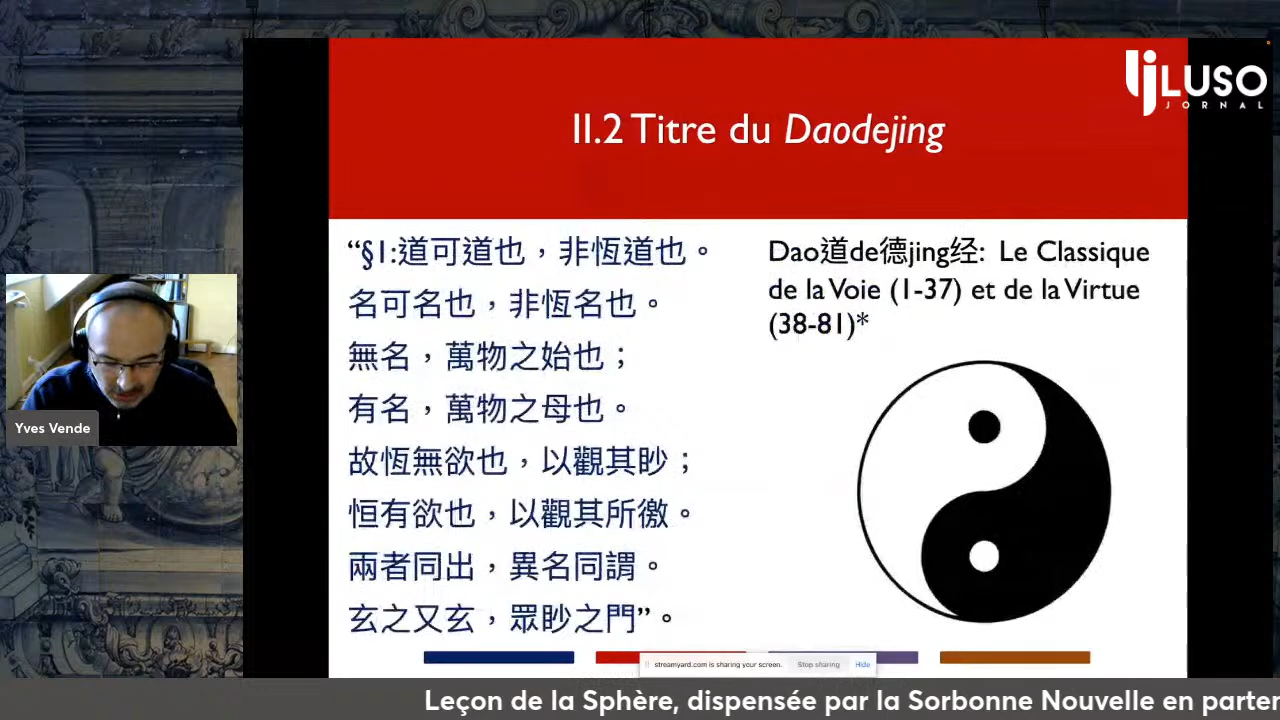 LUSO
JORNAL
II.2 Titre du Daodejing
“§1:道可道也，非恆道也。
名可名也，非恆名也。
無名，萬物之始也；
有名，萬物之母也。
故恆無欲也，以觀其眇；
恒有欲也，以觀其所徼。
兩者同出，異名同謂。
玄之又玄，眾眇之門”。
Dao道de德jing经: Le Classique
de la Voie (1-37) et de la Virtue
(38-81)*
Yves Vende
streamyard.com is sharing your screen.
Stop sharing
Hide
Leçon de la Sphère, dispensée par la Sorbonne Nouvelle en parter